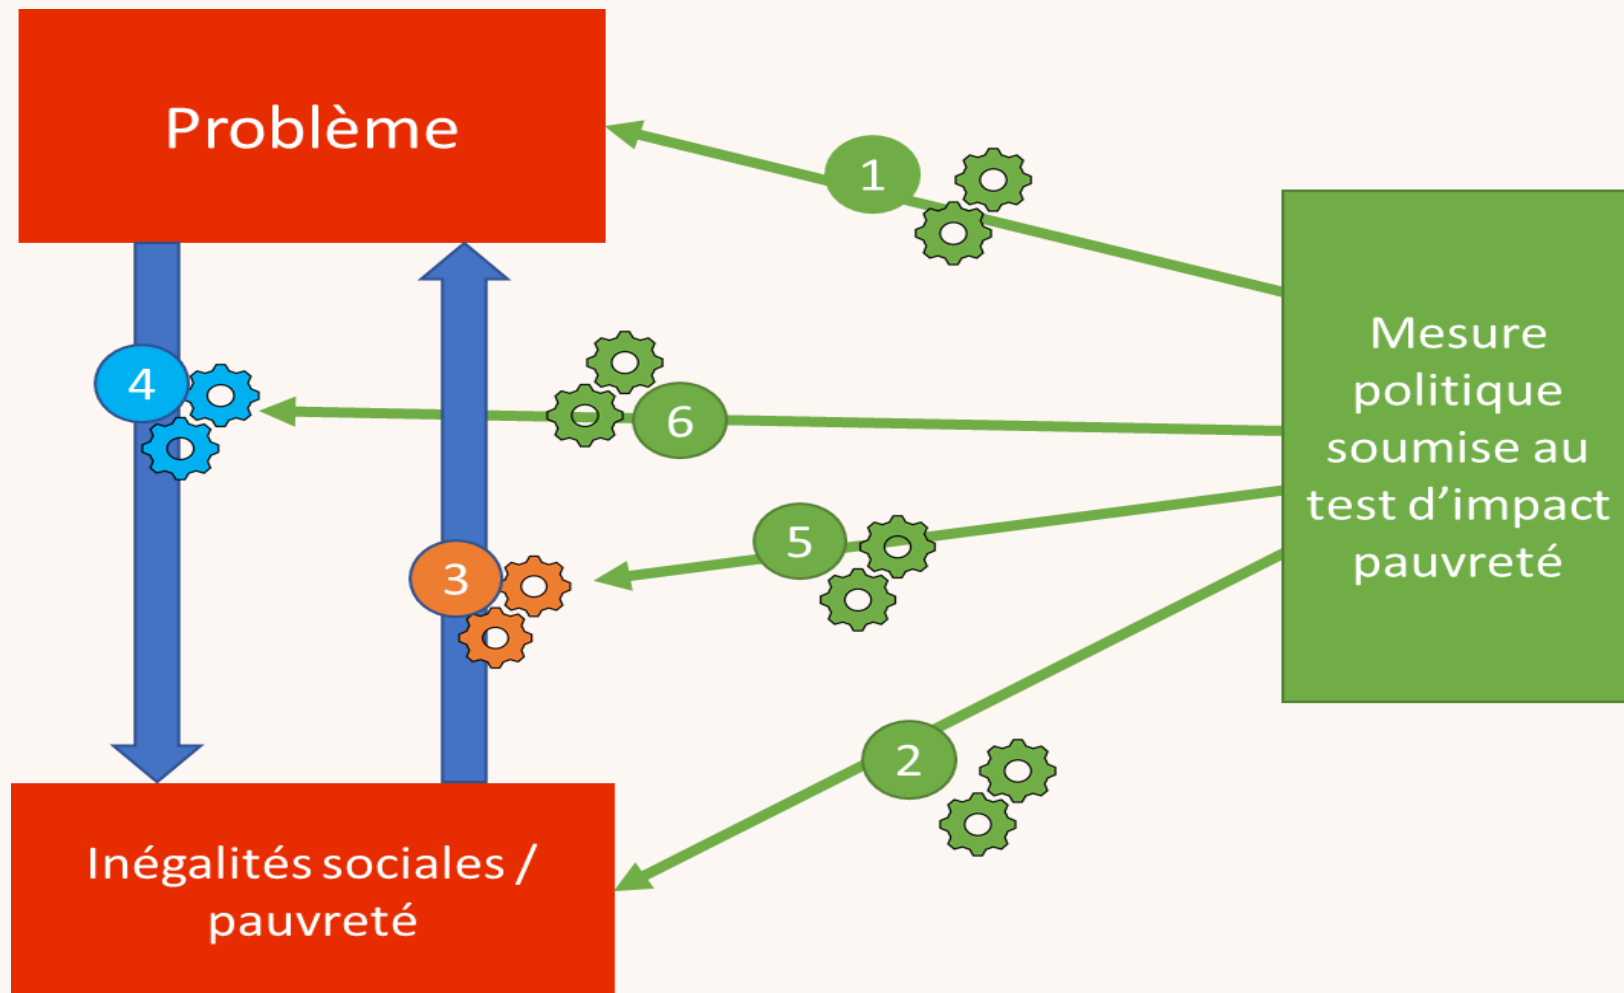 Problème
1
Mesure
politique
soumise au
test d’impact
pauvreté
4
6
5
3
2
Inégalités sociales /
pauvreté